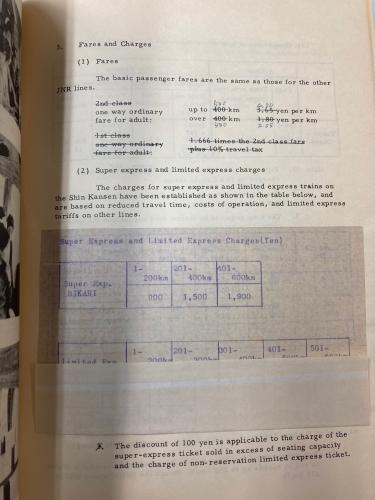 3. Fares and Charges
(1) Fares
The basic passenger fares are the same as those for the other
JNR lines.
2nd class
one way ordinary up to 400 km 3.65 yen per km
fare for adult: over 400 km 1.80 yen per km
1st class
one way ordinary 1.666 times the 2nd class fare
fare for adult: plus 10% travel tax
(2) Super express and limited express charges
The charges for super express and limited express trains on
the Shin Kansen have been established as shown in the table below, and
are based on reduced travel time, costs of operation, and limited express
tariffs on other lines.
Super Express and Limited Express Charges(Yen)
1- 201- 401-
200km 400km 600km
Super Exp.
HIKARI 1,500 1,900
1- 201- 301- 401- 501-
Limited Exp
The discount of 100 yen is applicable to the charge of the
super-express ticket sold in excess of seating capacity
and the charge of non-reservation limited express ticket.